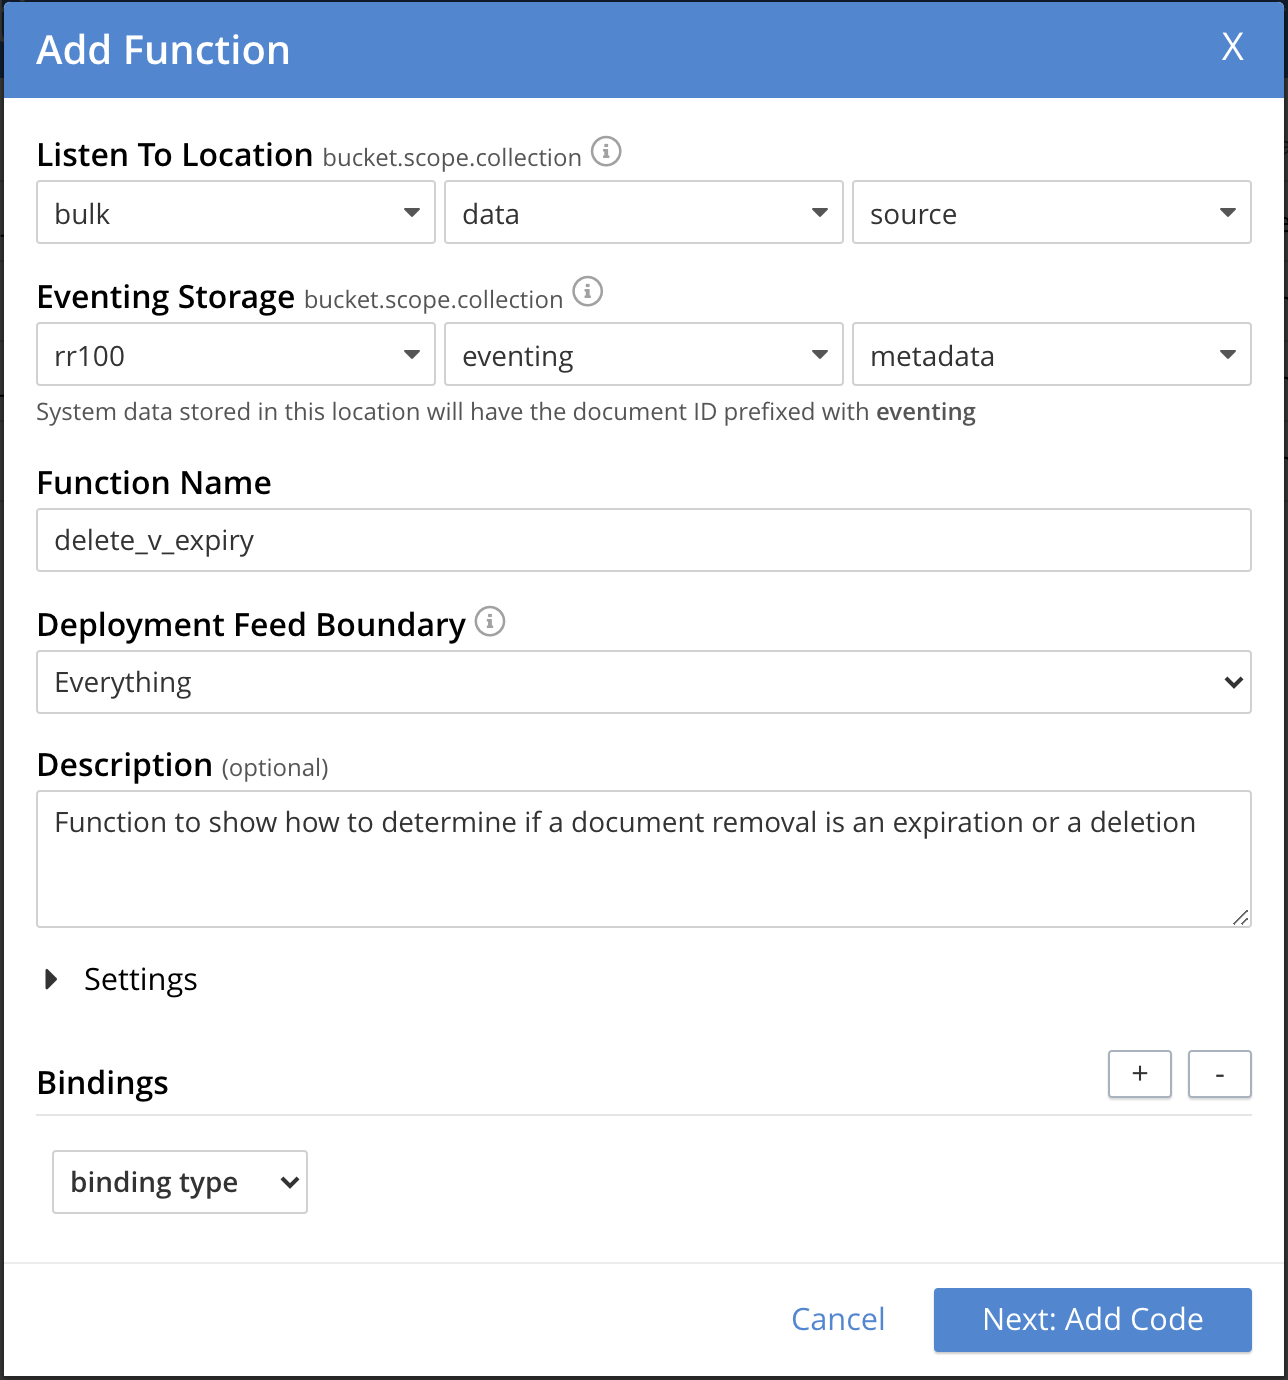 Add Function X
Listen To Location bucket.scope.collection
bulk data source
Eventing Storage bucket.scope.collection
rr100 eventing metadata
System data stored in this location will have the document ID prefixed with eventing
Function Name
delete_v_expiry
Deployment Feed Boundary
Everything
Description (optional)
Function to show how to determine if a document removal is an expiration or a deletion
Settings
Bindings + -
binding type
Cancel Next: Add Code